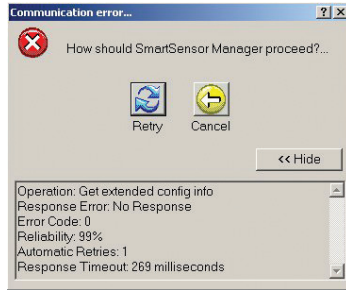 Communication error...
How should SmartSensor Manager proceed?...
Retry
Cancel
<< Hide
Operation: Get extended config info
Response Error: No Response
Error Code: 0
Reliability: 99%
Automatic Retries: 1
Response Timeout: 269 milliseconds